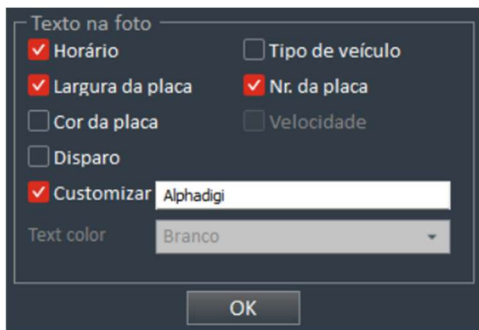 Texto na foto
Horário Tipo de veículo
Largura da placa Nr. da placa
Cor da placa Velocidade
Disparo
Customizar Alphadigi
Text color Branco
OK